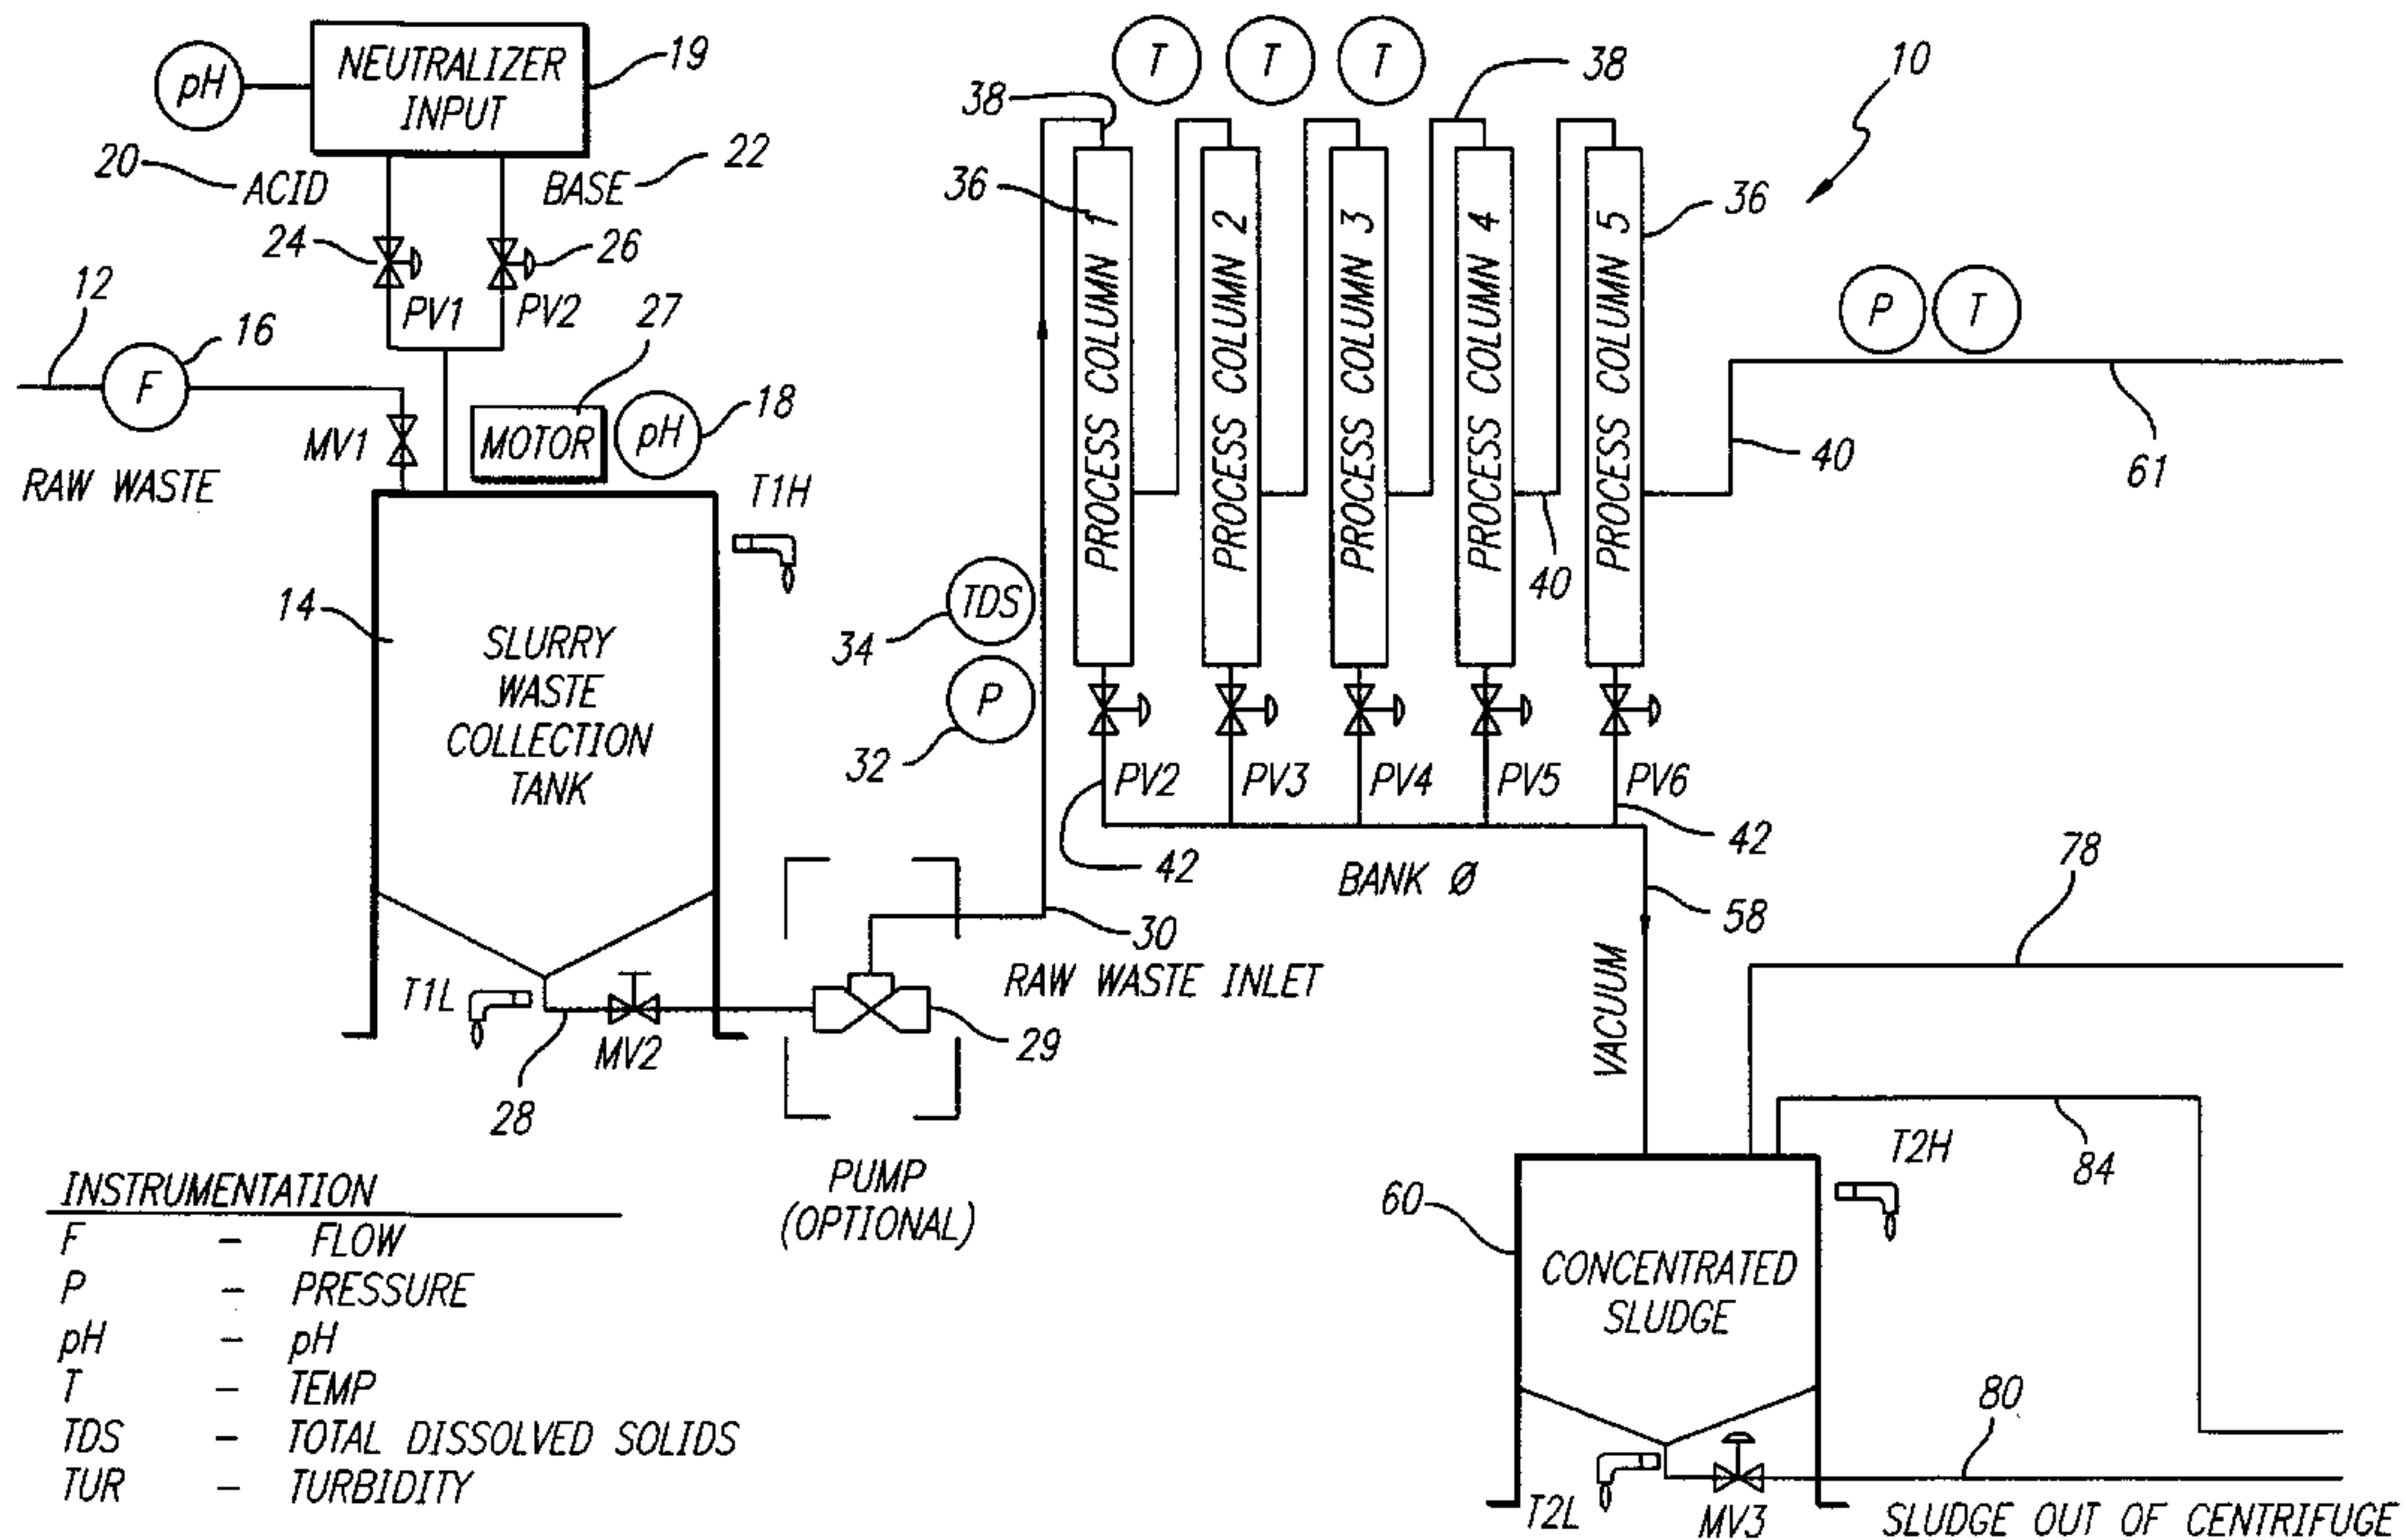 NEUTRALIZER
INPUT
19
pH
20
ACID
BASE
22
24
26
PV1
PV2
12
16
F
MV1
RAW WASTE
27
MOTOR
pH
18
T1H
14
SLURRY
WASTE
COLLECTION
TANK
T1L
28
MV2
29
PUMP
(OPTIONAL)
30
RAW WASTE INLET
TDS
34
P
32
T
T
T
38
38
10
36
36
PROCESS COLUMN 1
PROCESS COLUMN 2
PROCESS COLUMN 3
PROCESS COLUMN 4
PROCESS COLUMN 5
40
40
P
T
61
PV2
PV3
PV4
PV5
PV6
42
42
BANK Ø
58
VACUUM
78
84
T2H
60
CONCENTRATED
SLUDGE
80
T2L
MV3
SLUDGE OUT OF CENTRIFUGE
INSTRUMENTATION
F - FLOW
P - PRESSURE
pH - pH
T - TEMP
TDS - TOTAL DISSOLVED SOLIDS
TUR - TURBIDITY